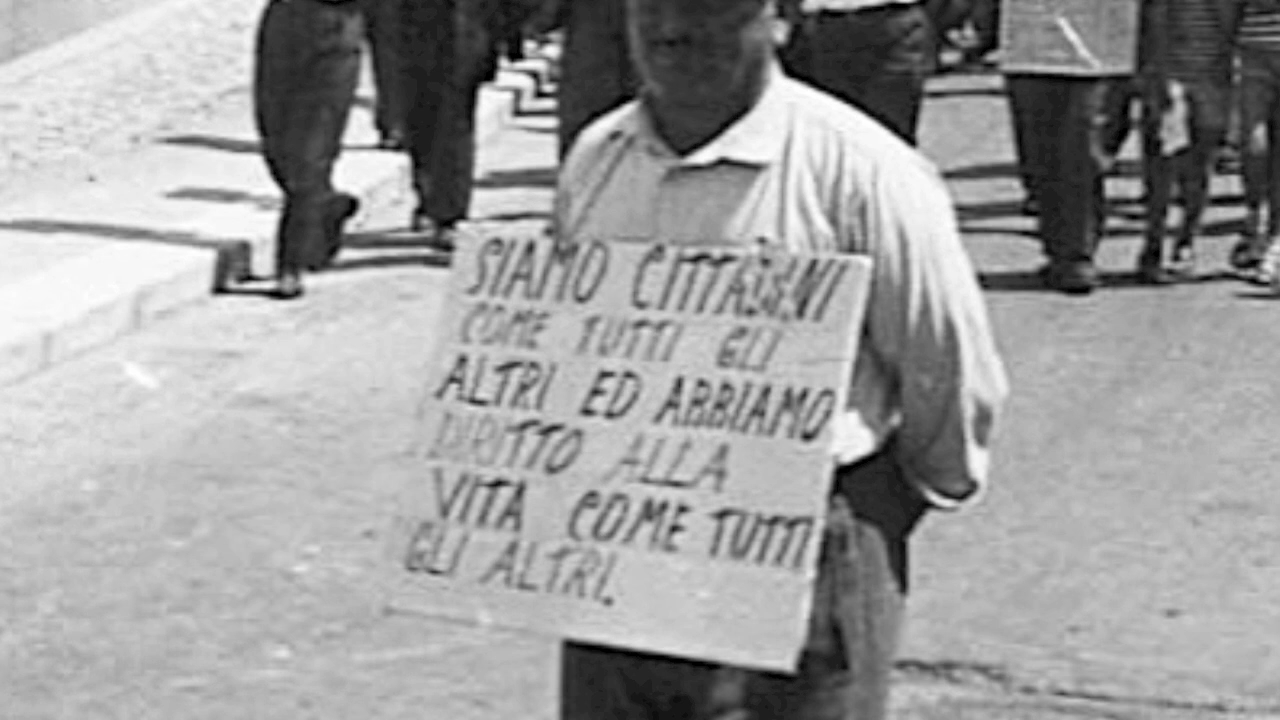 SIAMO CITTADINI
COME TUTTI GLI
ALTRI ED ABBIAMO
DIRITTO ALLA
VITA COME TUTTI
GLI ALTRI.